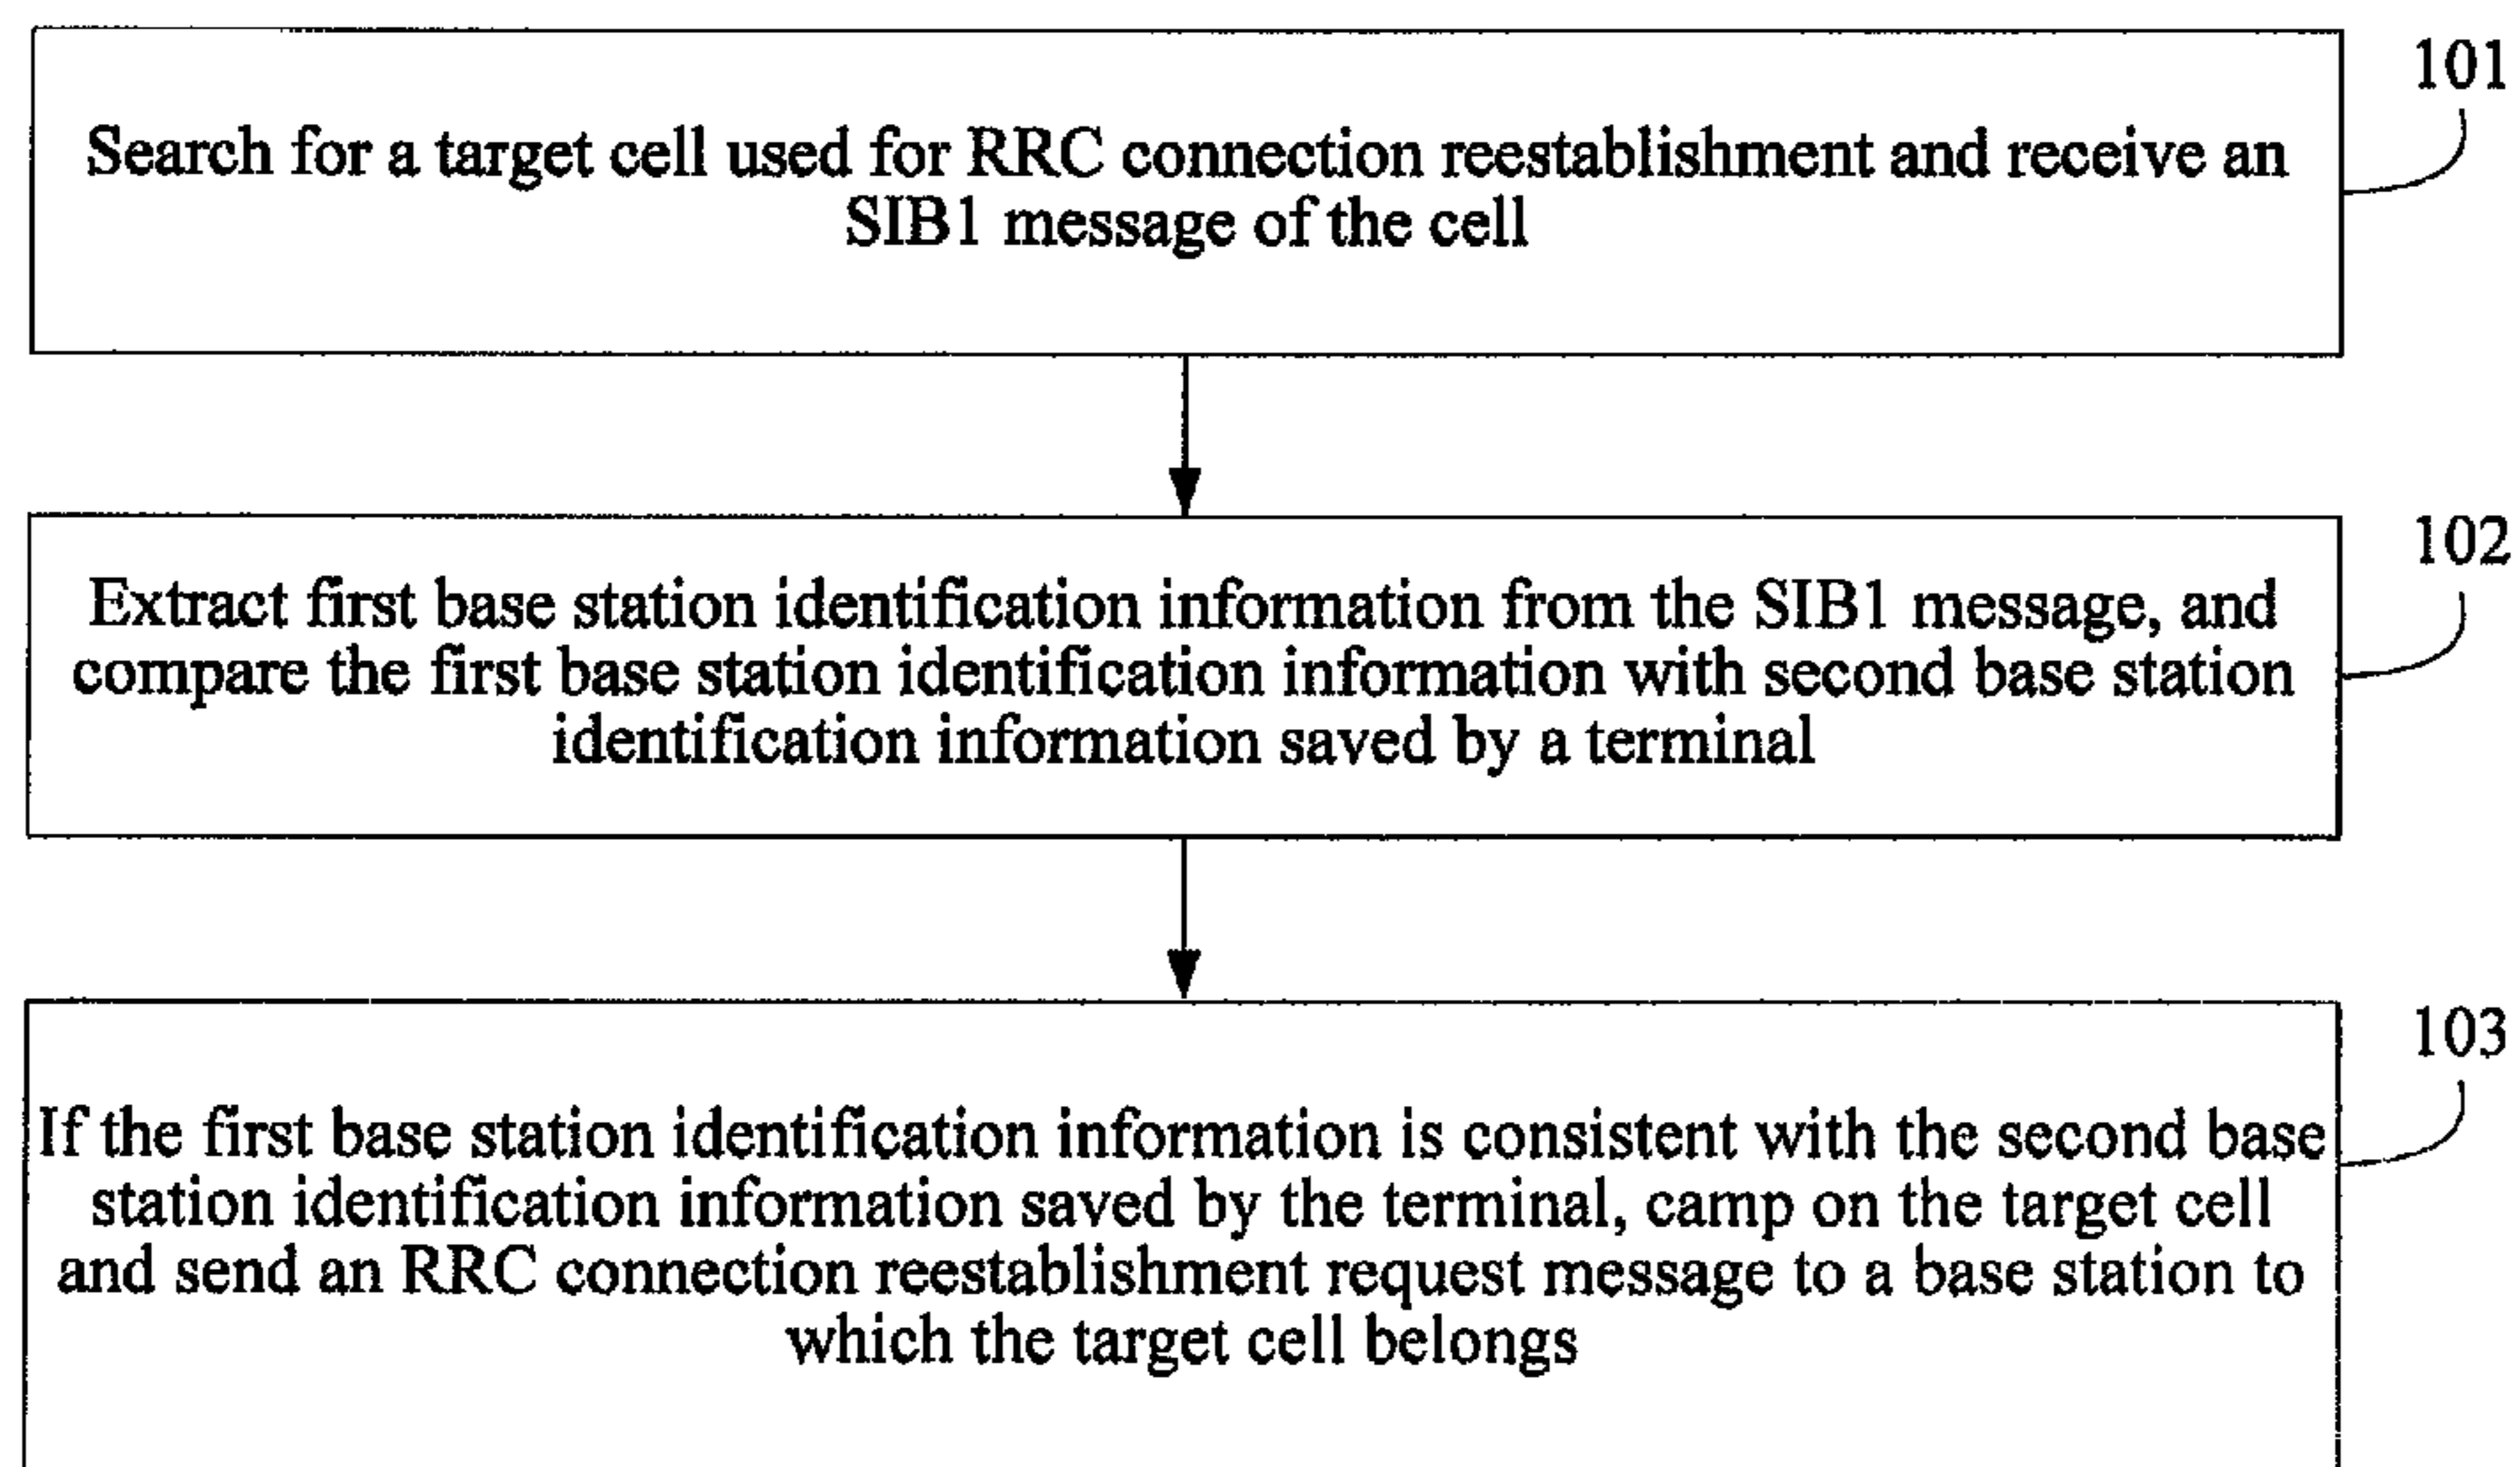 101
Search for a target cell used for RRC connection reestablishment and receive an
SIB1 message of the cell
102
Extract first base station identification information from the SIB1 message, and
compare the first base station identification information with second base station
identification information saved by a terminal
103
If the first base station identification information is consistent with the second base
station identification information saved by the terminal, camp on the target cell
and send an RRC connection reestablishment request message to a base station to
which the target cell belongs